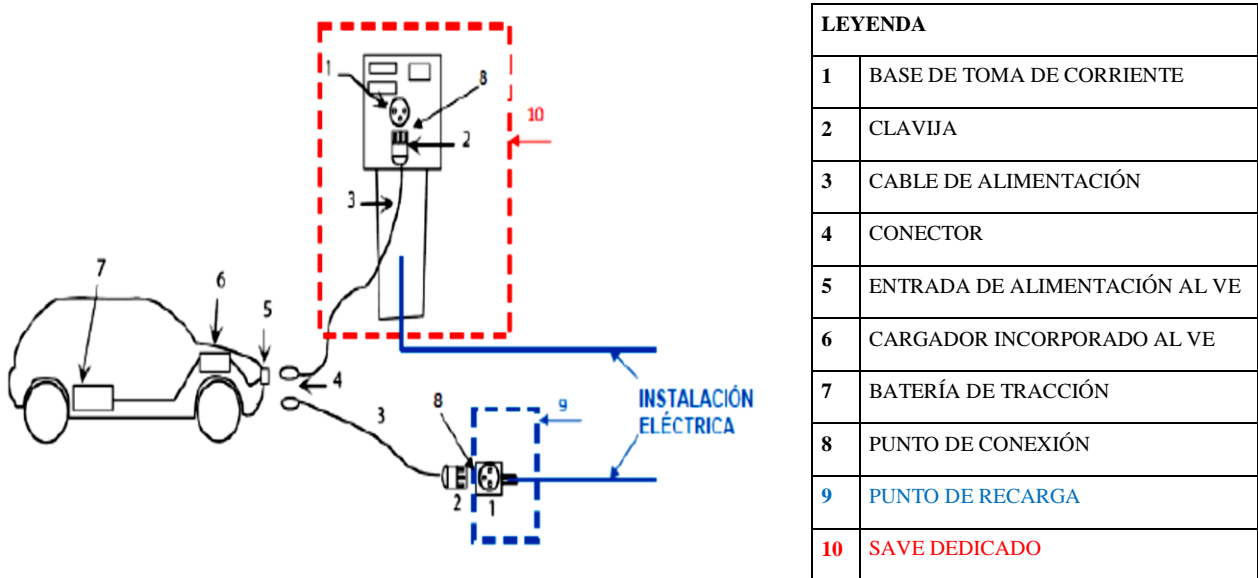 1
8
10
2
3
7
6
5
4
3
8
9
2
1
INSTALACIÓN
ELÉCTRICA
LEYENDA
1 BASE DE TOMA DE CORRIENTE
2 CLAVIJA
3 CABLE DE ALIMENTACIÓN
4 CONECTOR
5 ENTRADA DE ALIMENTACIÓN AL VE
6 CARGADOR INCORPORADO AL VE
7 BATERÍA DE TRACCIÓN
8 PUNTO DE CONEXIÓN
9 PUNTO DE RECARGA
10 SAVE DEDICADO